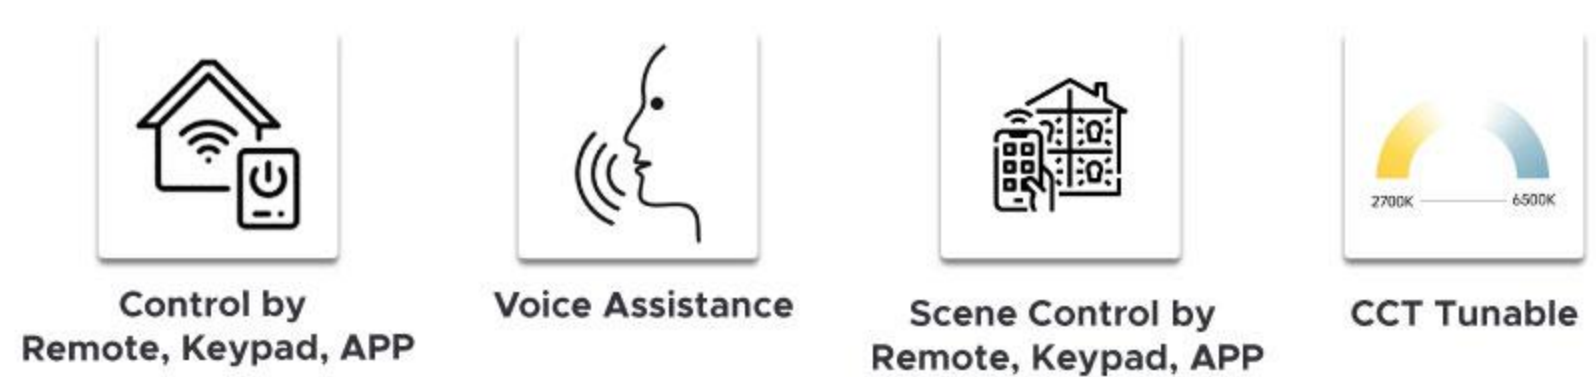 2700K
6500K
Control by
Remote, Keypad, APP
Voice Assistance
Scene Control by
Remote, Keypad, APP
CCT Tunable